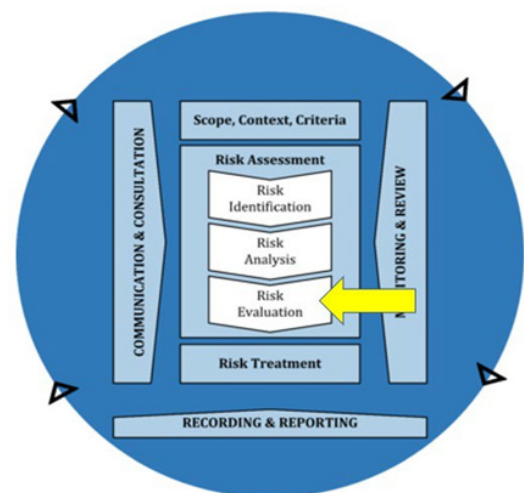 Scope, Context, Criteria
Risk Assessment
Risk
Identification
Risk
Analysis
Risk
Evaluation
Risk Treatment
COMMUNICATION & CONSULTATION
& REVIEW
RECORDING & REPORTING